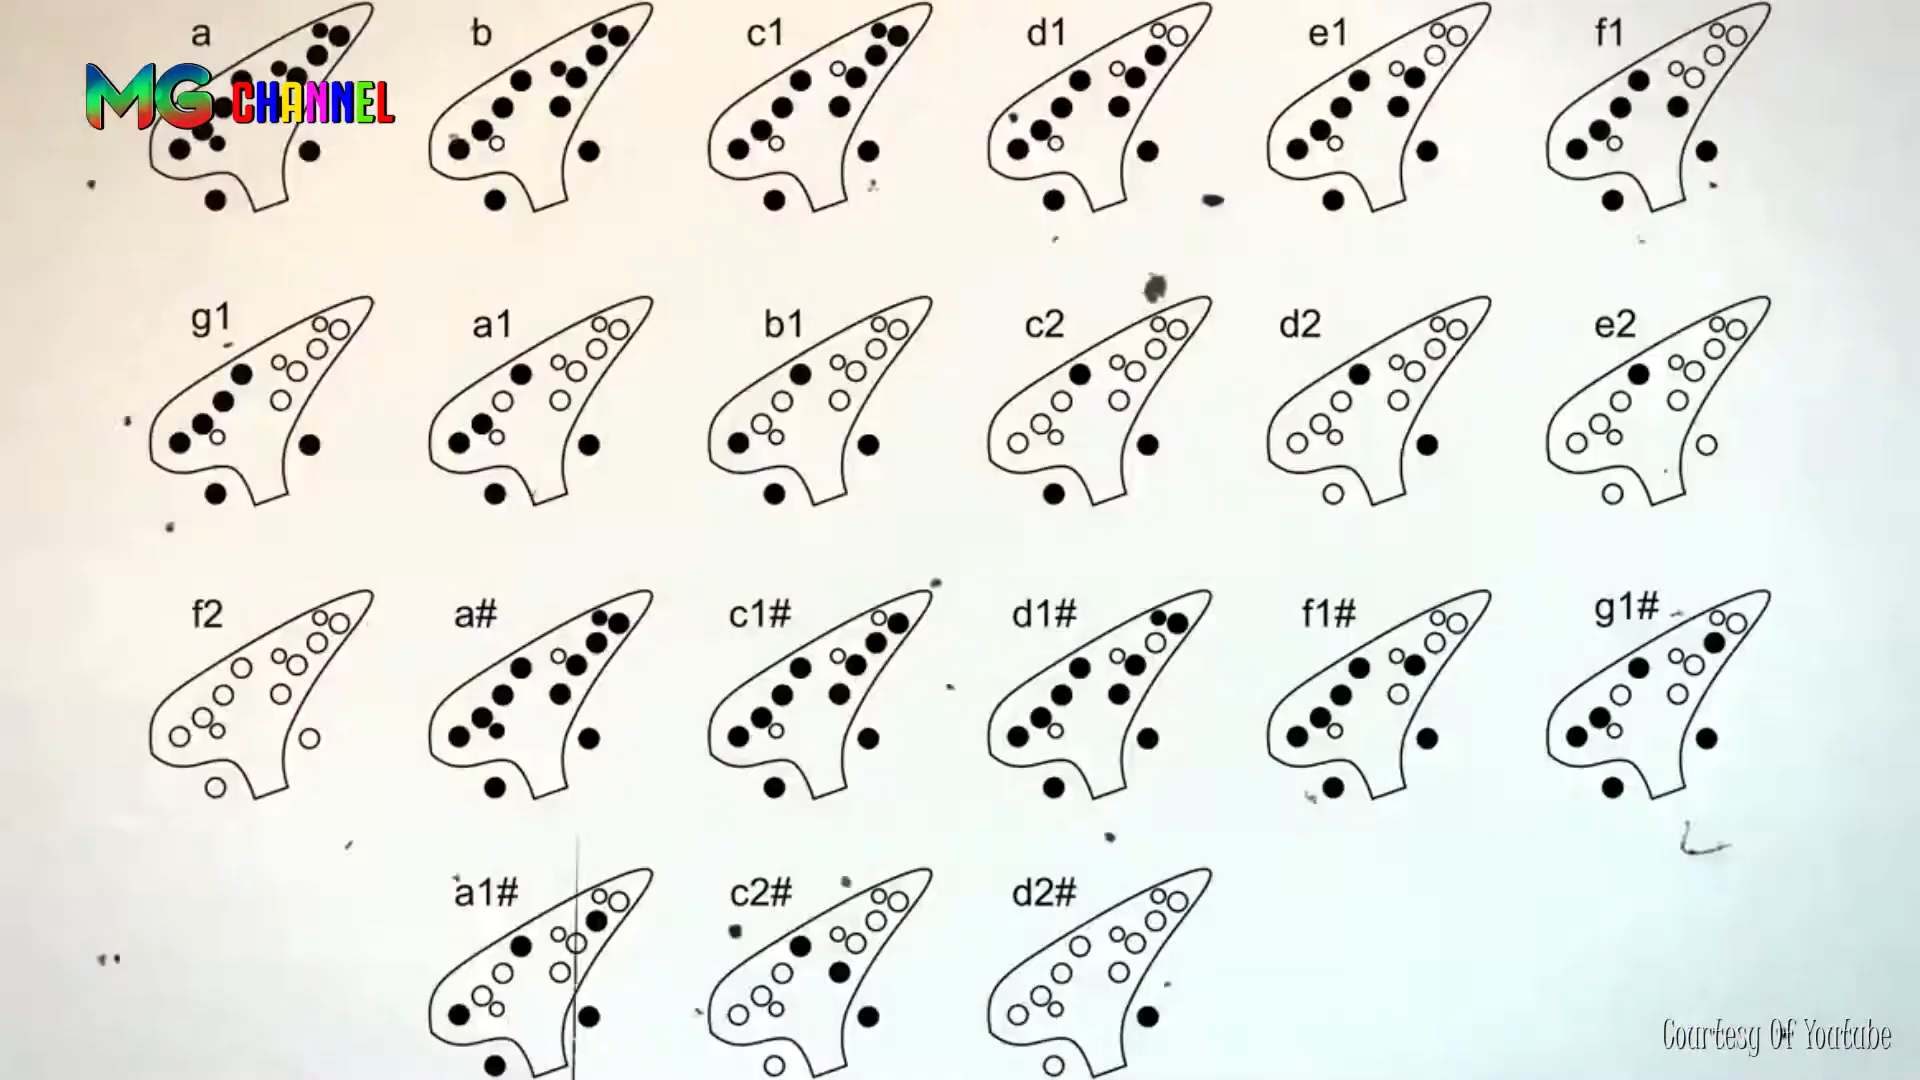 a b c1 d1 e1 f1
MG CHANNEL
g1 a1 b1 c2 d2 e2
f2 a# c1# d1# f1# g1#
a1# c2# d2#
Courtesy Of Youtube